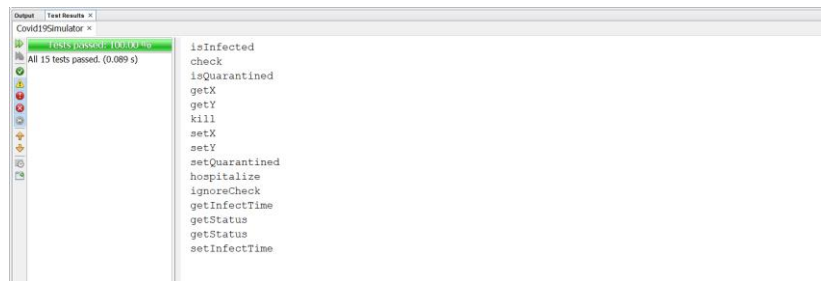 Output Test Results ×
Covid19Simulator ×
Tests passed: 100.00 %
All 15 tests passed. (0.089 s)
isInfected
check
isQuarantined
getX
getY
kill
setX
setY
setQuarantined
hospitalize
ignoreCheck
getInfectTime
getStatus
getStatus
setInfectTime